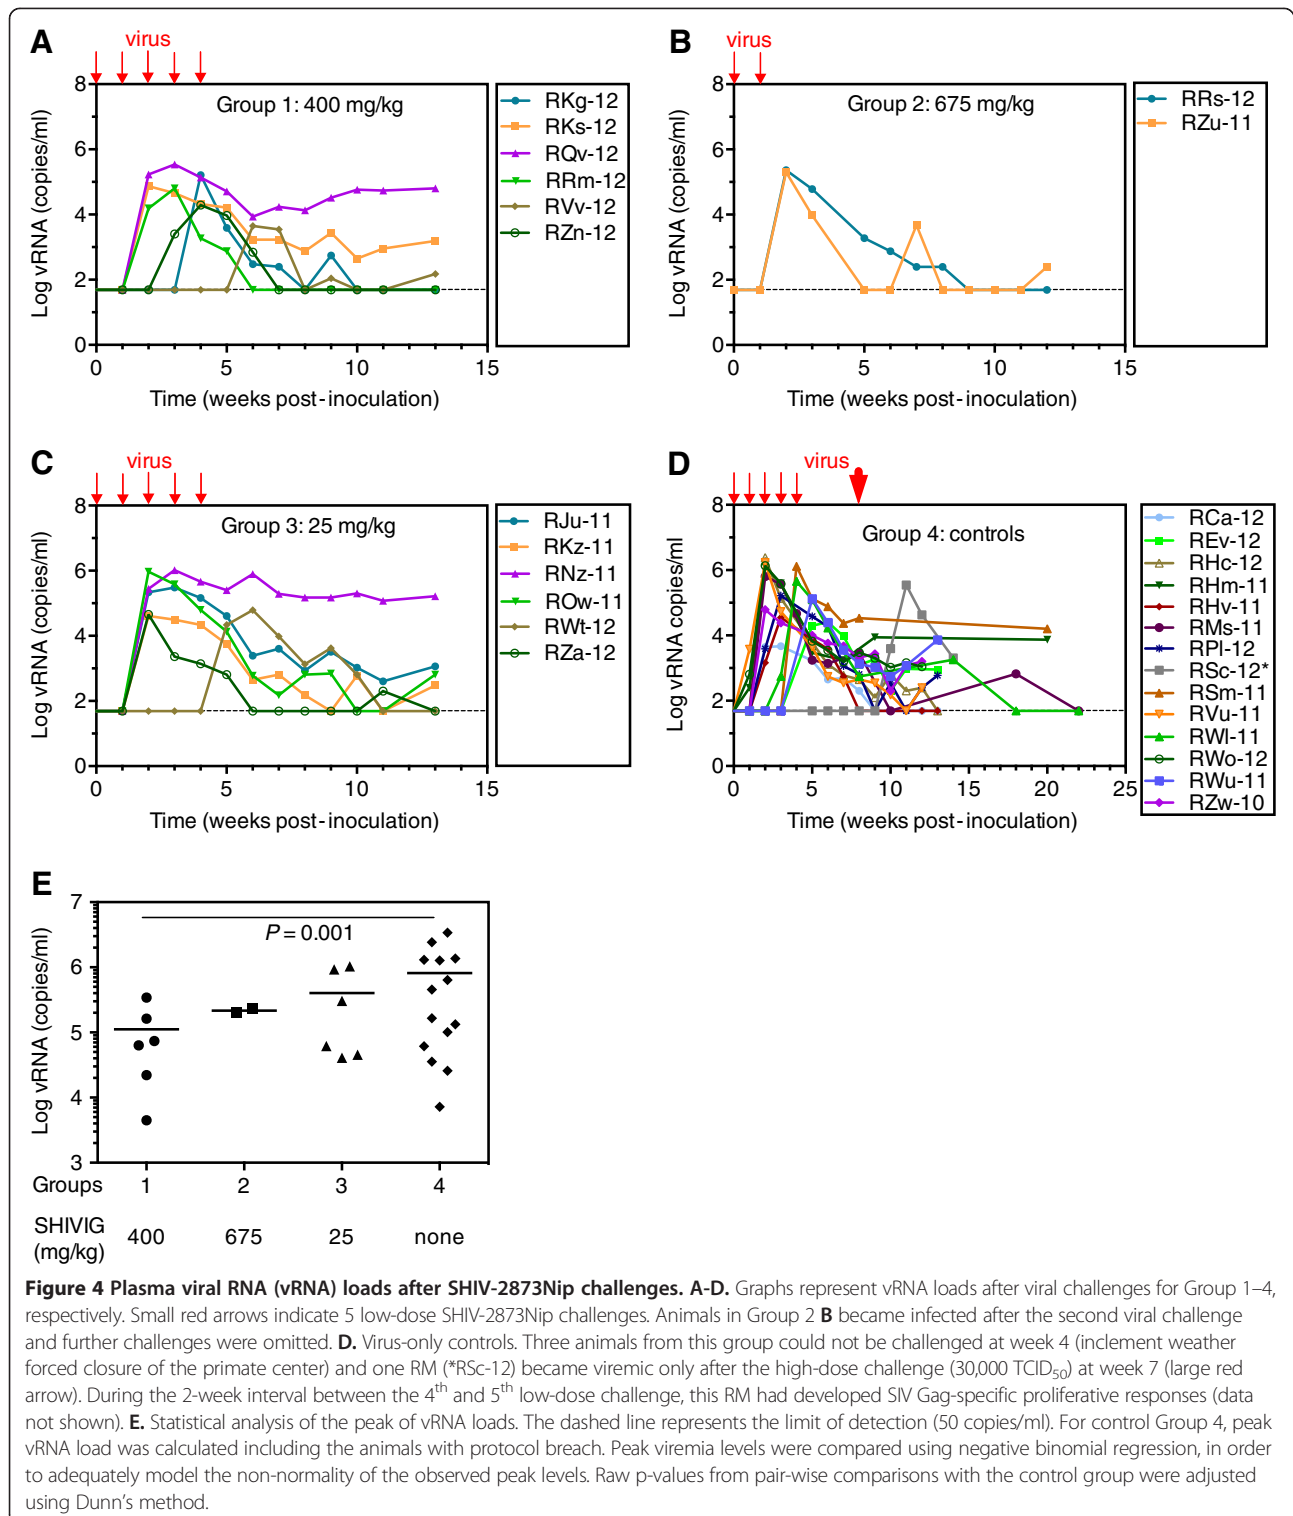 A
virus
8
6
4
2
0
Log vRNA (copies/ml)
Group 1: 400 mg/kg
0 5 10 15
Time (weeks post-inoculation)
RKg-12
RKs-12
RQv-12
RRm-12
RVv-12
RZn-12
B
virus
8
6
4
2
0
Log vRNA (copies/ml)
Group 2: 675 mg/kg
0 5 10 15
Time (weeks post-inoculation)
RRs-12
RZu-11
C
virus
8
6
4
2
0
Log vRNA (copies/ml)
Group 3: 25 mg/kg
0 5 10 15
Time (weeks post-inoculation)
RJu-11
RKz-11
RNz-11
ROw-11
RWt-12
RZa-12
D
virus
8
6
4
2
0
Log vRNA copies/ml
Group 4: controls
0 5 10 15 20 25
Time (weeks post-inoculation)
RCa-12
REv-12
RHc-12
RHm-11
RHv-11
RMs-11
RPl-12
RSc-12*
RSm-11
RVu-11
RWl-11
RWo-12
RWu-11
RZw-10
E
7
6
5
4
3
Log vRNA (copies/ml)
P = 0.001
Groups 1 2 3 4
SHIVIG
(mg/kg) 400 675 25 none
Figure 4 Plasma viral RNA (vRNA) loads after SHIV-2873Nip challenges. A-D. Graphs represent vRNA loads after viral challenges for Group 1–4,
respectively. Small red arrows indicate 5 low-dose SHIV-2873Nip challenges. Animals in Group 2 B became infected after the second viral challenge
and further challenges were omitted. D. Virus-only controls. Three animals from this group could not be challenged at week 4 (inclement weather
forced closure of the primate center) and one RM (*RSc-12) became viremic only after the high-dose challenge (30,000 TCID50) at week 7 (large red
arrow). During the 2-week interval between the 4th and 5th low-dose challenge, this RM had developed SIV Gag-specific proliferative responses (data
not shown). E. Statistical analysis of the peak of vRNA loads. The dashed line represents the limit of detection (50 copies/ml). For control Group 4, peak
vRNA load was calculated including the animals with protocol breach. Peak viremia levels were compared using negative binomial regression, in order
to adequately model the non-normality of the observed peak levels. Raw p-values from pair-wise comparisons with the control group were adjusted
using Dunn's method.